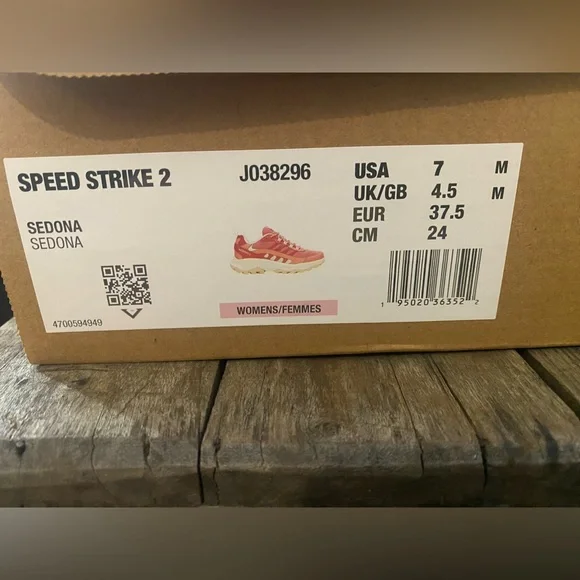 SPEED STRIKE 2
J038296
USA 7 M
UK/GB 4.5 M
EUR 37.5
CM 24
SEDONA
SEDONA
WOMENS/FEMMES
4700594949
1 95020 36352 2